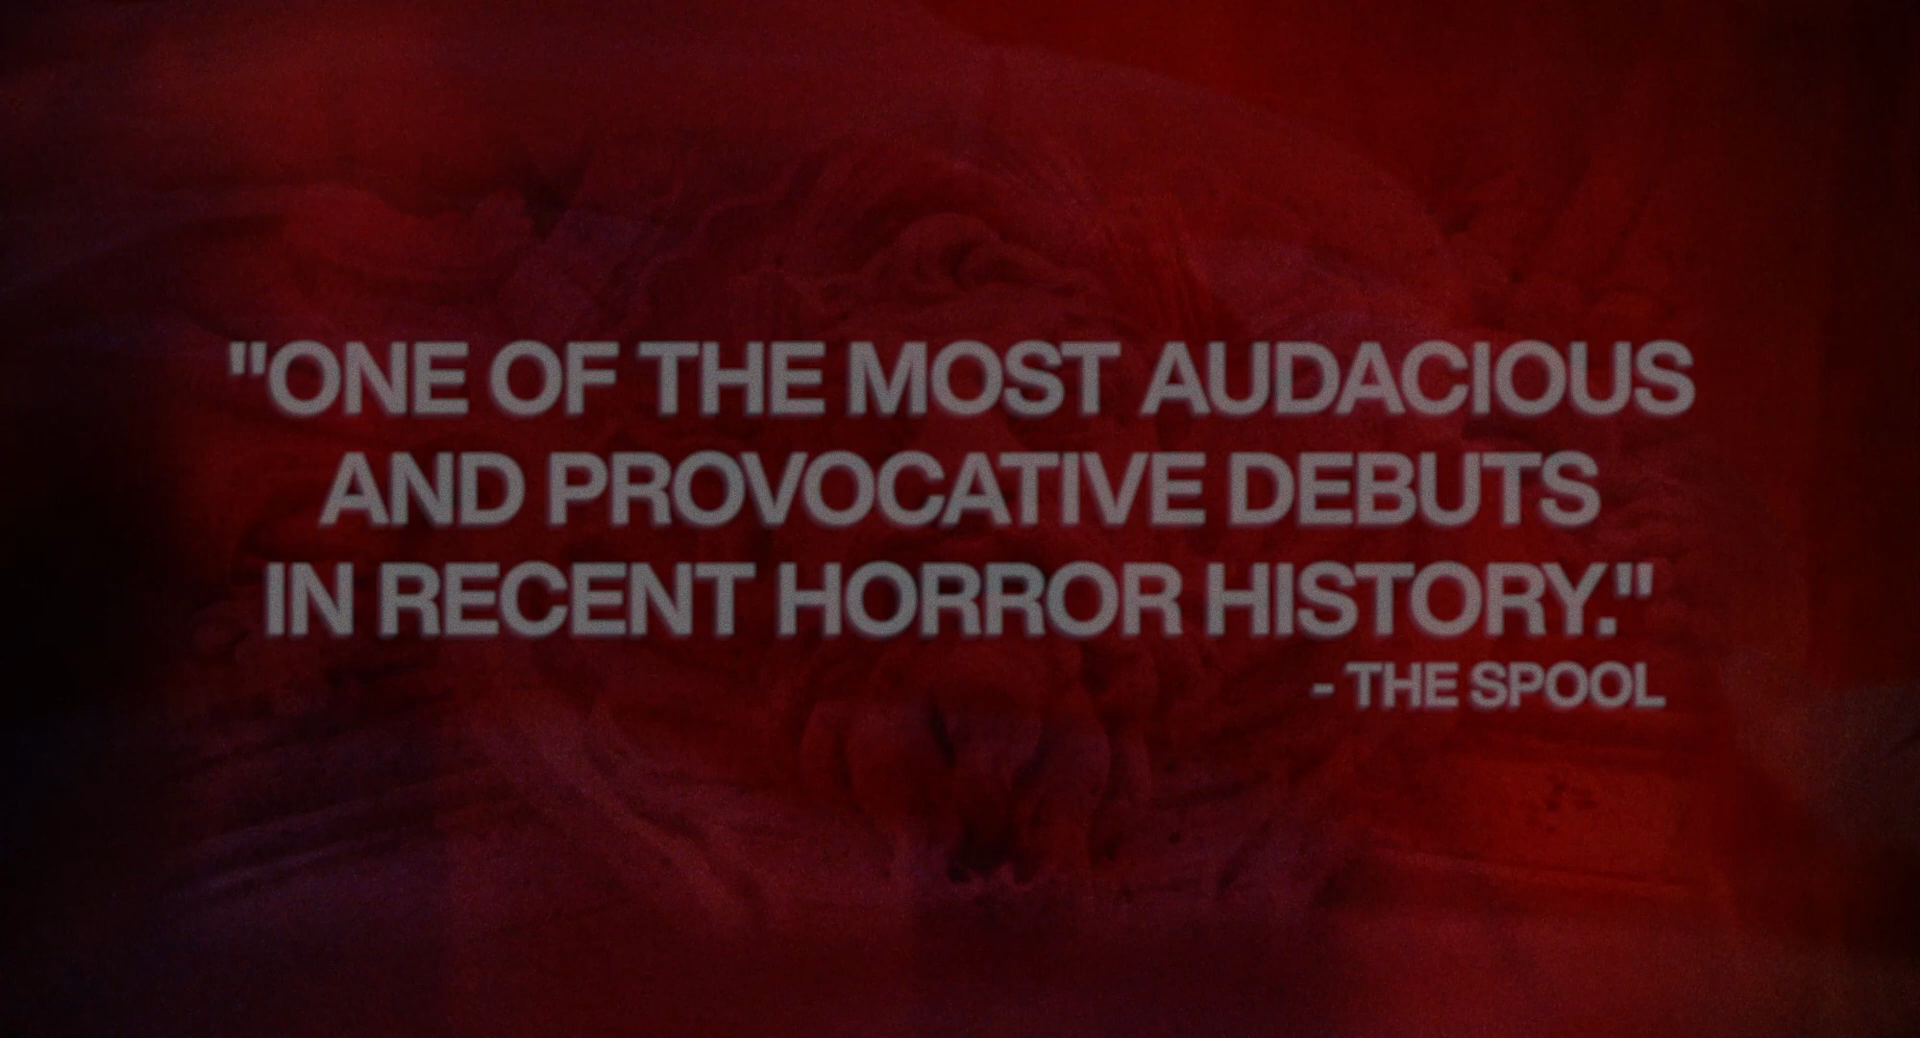 "ONE OF THE MOST AUDACIOUS
AND PROVOCATIVE DEBUTS
IN RECENT HORROR HISTORY."
- THE SPOOL